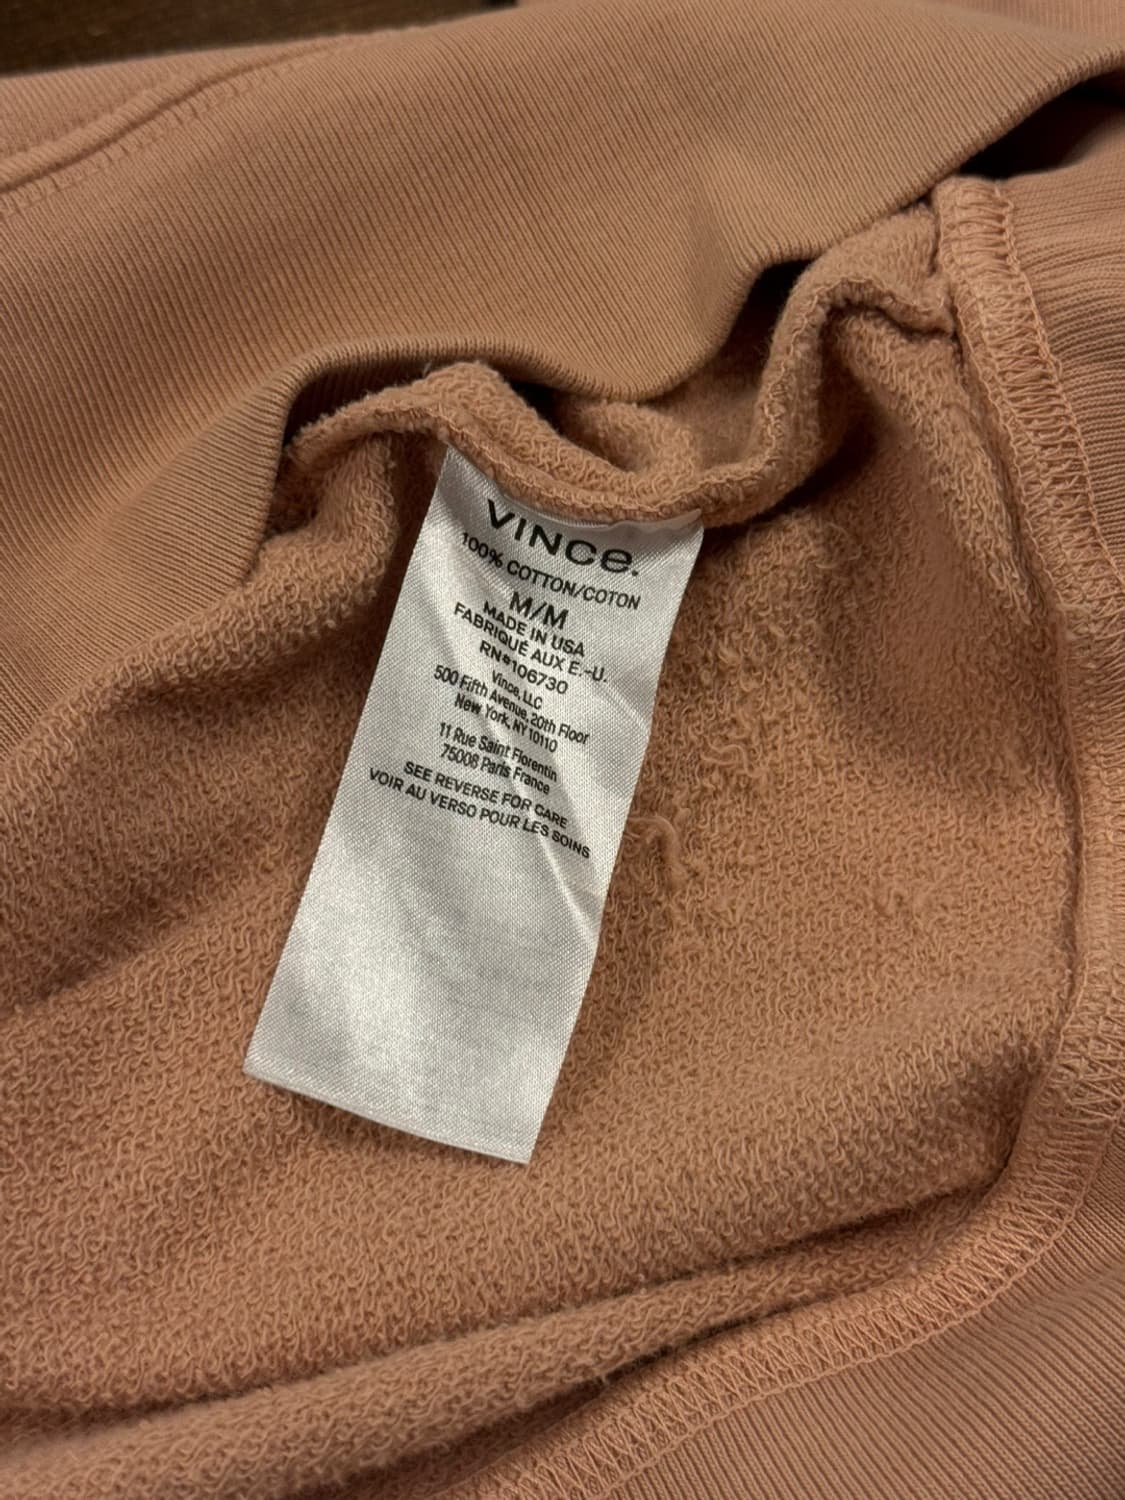 VINCe.
100% COTTON/COTON
M/M
MADE IN USA
FABRIQUÉ AUX E.-U.
RN#106730
Vince, LLC
500 Fifth Avenue, 20th Floor
New York, NY 10110
11 Rue Saint Florentin
75008 Paris France
SEE REVERSE FOR CARE
VOIR AU VERSO POUR LES SOINS